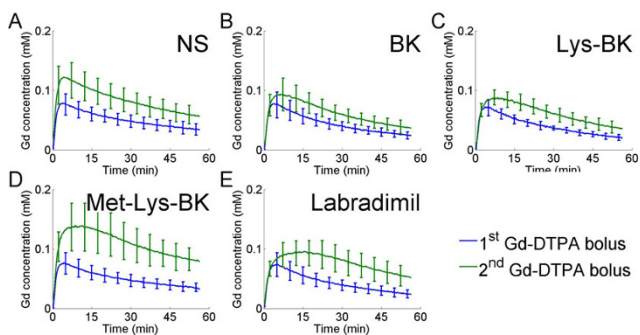 A
NS
Gd concentration (mM)
0.2
0.1
0
0 15 30 45 60
Time (min)
B
BK
Gd concentration (mM)
0.2
0.1
0
0 15 30 45 60
Time (min)
C
Lys-BK
Gd concentration (mM)
0.2
0.1
0
0 15 30 45 60
Time (min)
D
Met-Lys-BK
Gd concentration (mM)
0.2
0.1
0
0 15 30 45 60
Time (min)
E
Labradimil
Gd concentration (mM)
0.2
0.1
0
0 15 30 45 60
Time (min)
1st Gd-DTPA bolus
2nd Gd-DTPA bolus